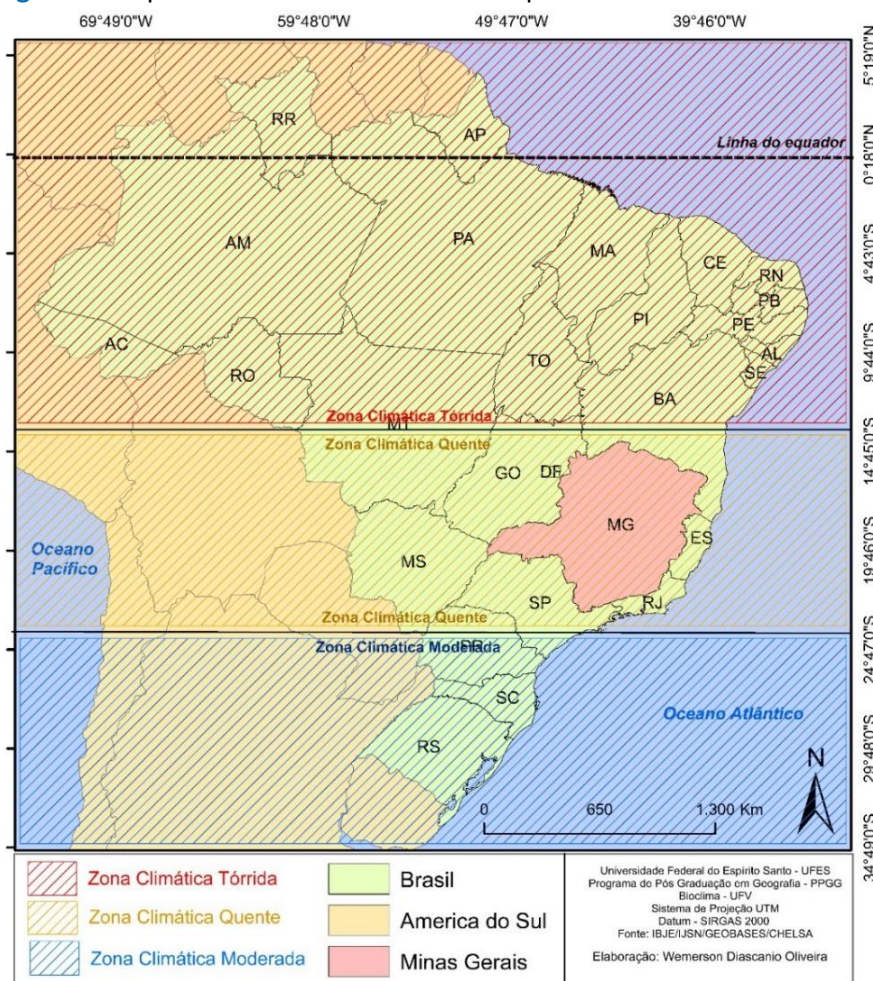 69°49'0"W 59°48'0"W 49°47'0"W 39°46'0"W
5°19'0"N
RR
AP
Linha do equador
0°18'0"N
AM
PA
MA
CE
4°43'0"S
RN
PB
PI
PE
AC
AL
9°44'0"S
RO
TO
SE
BA
Zona Climática Tórrida
MT
Zona Climática Quente
14°45'0"S
GO
DF
MG
ES
Oceano
Pacífico
19°46'0"S
MS
SP
RJ
Zona Climática Quente
Zona Climática Moderada
PR
24°47'0"S
SC
Oceano Atlântico
RS
29°48'0"S
N
0 650 1.300 Km
34°49'0"S
Zona Climática Tórrida
Zona Climática Quente
Zona Climática Moderada
Brasil
America do Sul
Minas Gerais
Universidade Federal do Espírito Santo - UFES
Programa do Pós Graduação em Geografia - PPGG
Bioclima - UFV
Sistema de Projeção UTM
Datum - SIRGAS 2000
Fonte: IBJE/IJSN/GEOBASES/CHELSA
Elaboração: Wemerson Diascanio Oliveira